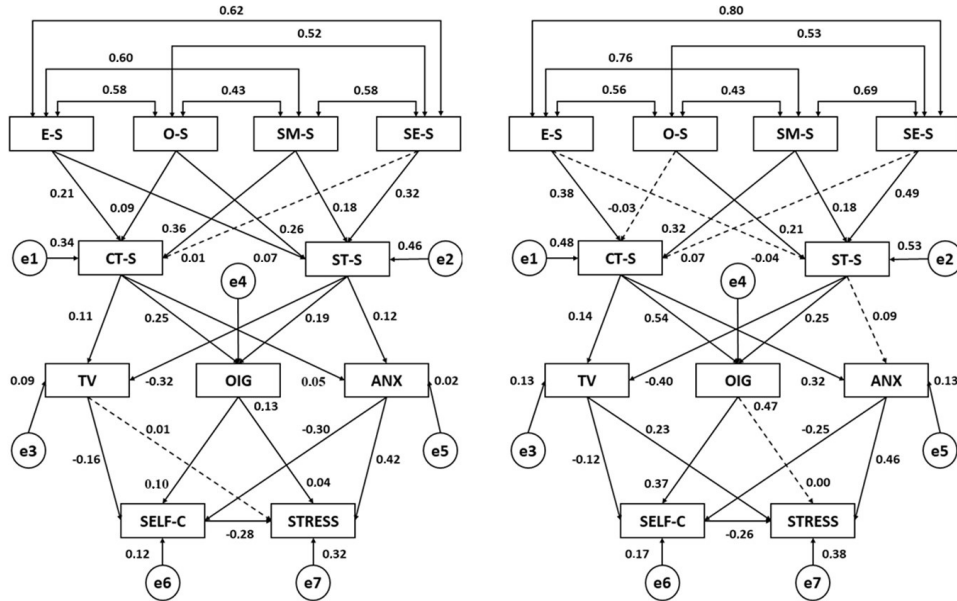 0.62 0.80
0.52 0.53
0.60 0.76
0.58 0.43 0.58 0.56 0.43 0.69
E-S O-S SM-S SE-S E-S O-S SM-S SE-S
0.21 0.09 0.36 0.26 0.18 0.32 0.38 -0.03 0.32 0.21 0.18 0.49
0.34 0.46 0.48 0.53
e1 CT-S 0.01 0.07 ST-S e2 e1 CT-S 0.07 -0.04 ST-S e2
e4 e4
0.11 0.25 0.19 0.12 0.14 0.54 0.25 0.09
0.09 TV -0.32 OIG 0.05 ANX 0.02 0.13 TV -0.40 OIG 0.32 ANX 0.13
0.13 0.47
e3 0.01 -0.30 e5 e3 0.23 -0.25 e5
-0.16 0.42 -0.12 0.46
0.10 0.04 0.37 0.00
SELF-C STRESS SELF-C STRESS
-0.28 -0.26
0.12 0.32 0.17 0.38
e6 e7 e6 e7